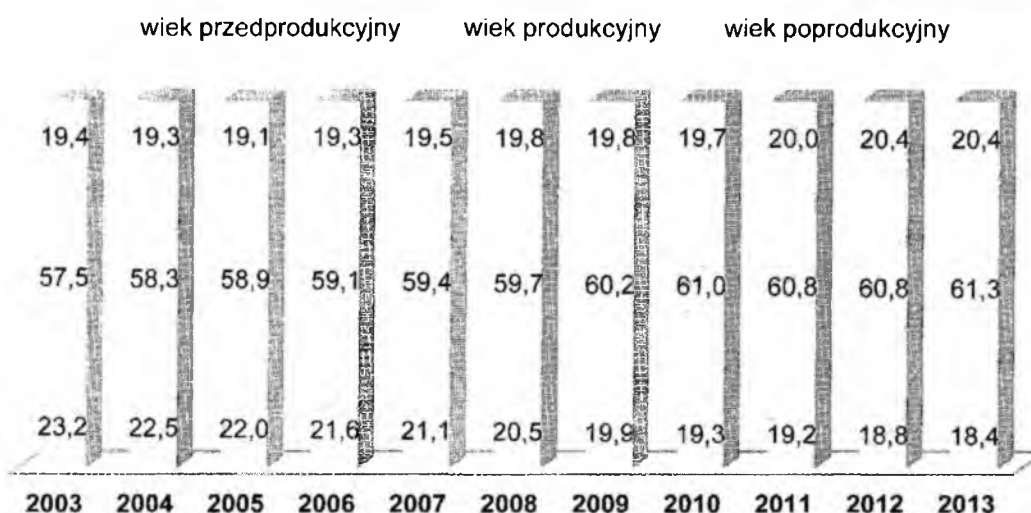 wiek przedprodukcyjny wiek produkcyjny wiek poprodukcyjny
19,4 19,3 19,1 19,3 19,5 19,8 19,8 19,7 20,0 20,4 20,4
57,5 58,3 58,9 59,1 59,4 59,7 60,2 61,0 60,8 60,8 61,3
23,2 22,5 22,0 21,6 21,1 20,5 19,9 19,3 19,2 18,8 18,4
2003 2004 2005 2006 2007 2008 2009 2010 2011 2012 2013